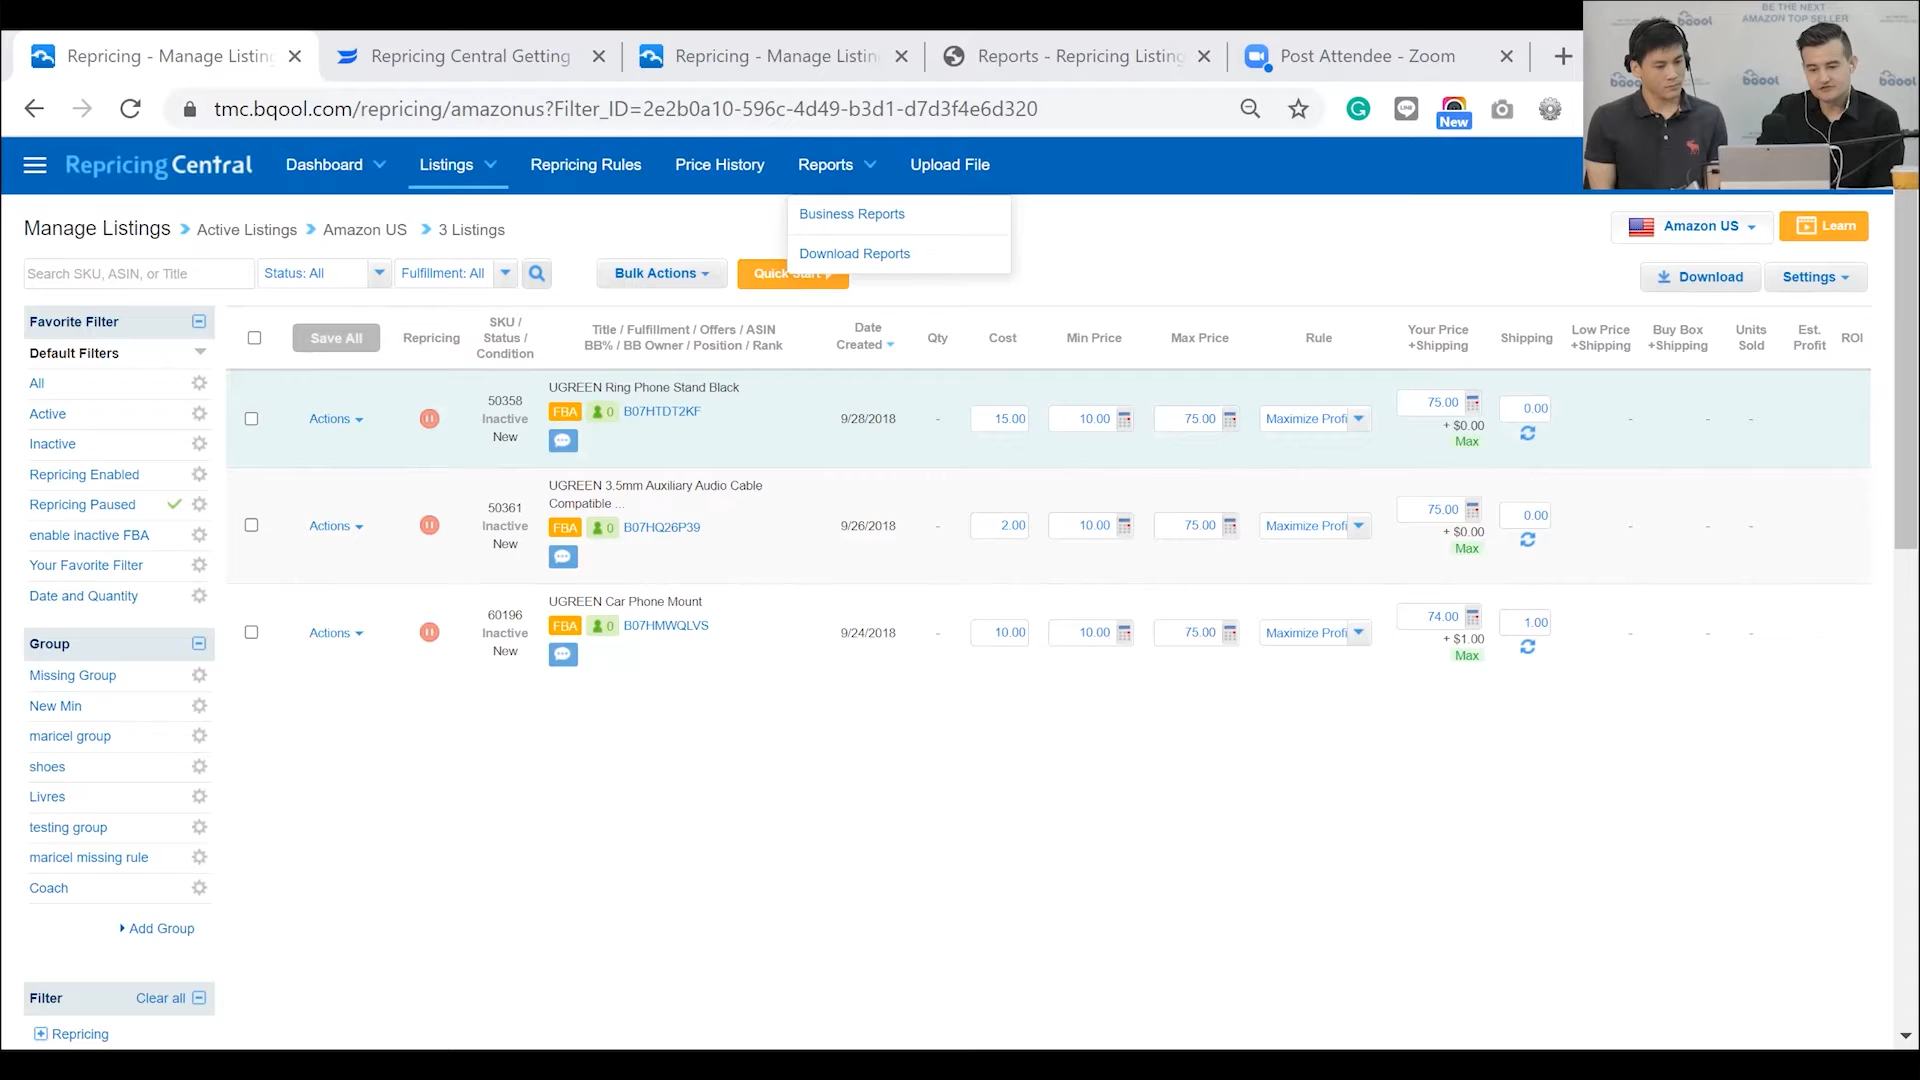 Repricing - Manage Listing
Repricing Central Getting
Repricing - Manage Listin
Reports - Repricing Listing
Post Attendee - Zoom
tmc.bqool.com/repricing/amazonus?Filter_ID=2e2b0a10-596c-4d49-b3d1-d7d3f4e6d320
New
BE THE NEXT
AMAZON TOP SELLER
bqool
bqool
bqool
bqool
Repricing Central
Dashboard
Listings
Repricing Rules
Price History
Reports
Upload File
Business Reports
Download Reports
Manage Listings
Active Listings
Amazon US
3 Listings
Amazon US
Learn
Search SKU, ASIN, or Title
Status: All
Fulfillment: All
Bulk Actions
Quick Start
Download
Settings
Favorite Filter
Default Filters
All
Active
Inactive
Repricing Enabled
Repricing Paused
enable inactive FBA
Your Favorite Filter
Date and Quantity
Group
Missing Group
New Min
maricel group
shoes
Livres
testing group
maricel missing rule
Coach
Add Group
Filter
Clear all
Repricing
Save All
Repricing
SKU /
Status /
Condition
Title / Fulfillment / Offers / ASIN
BB% / BB Owner / Position / Rank
Date
Created
Qty
Cost
Min Price
Max Price
Rule
Your Price
+Shipping
Shipping
Low Price
+Shipping
Buy Box
+Shipping
Units
Sold
Est.
Profit
ROI
Actions
50358
Inactive
New
UGREEN Ring Phone Stand Black
FBA 0 B07HTDT2KF
9/28/2018
-
15.00
10.00
75.00
Maximize Profi
75.00
+ $0.00
Max
0.00
-
-
-
Actions
50361
Inactive
New
UGREEN 3.5mm Auxiliary Audio Cable
Compatible ...
FBA 0 B07HQ26P39
9/26/2018
-
2.00
10.00
75.00
Maximize Profi
75.00
+ $0.00
Max
0.00
-
-
-
Actions
60196
Inactive
New
UGREEN Car Phone Mount
FBA 0 B07HMWQLVS
9/24/2018
-
10.00
10.00
75.00
Maximize Profi
74.00
+ $1.00
Max
1.00
-
-
-